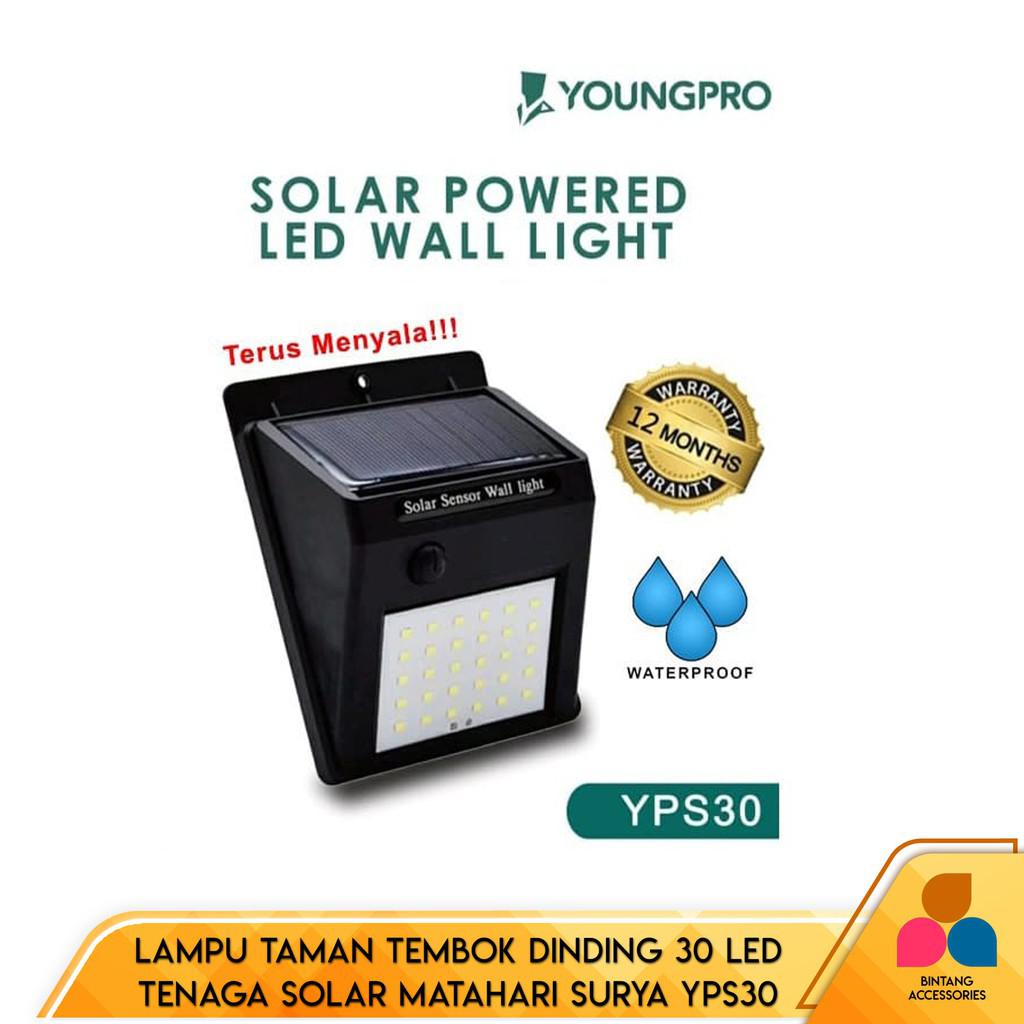 YOUNGPRO
SOLAR POWERED
LED WALL LIGHT
Terus Menyala!!!
Solar Sensor Wall light
WARRANTY
12 MONTHS
WARRANTY
WATERPROOF
YPS30
LAMPU TAMAN TEMBOK DINDING 30 LED
TENAGA SOLAR MATAHARI SURYA YPS30
BINTANG
ACCESSORIES